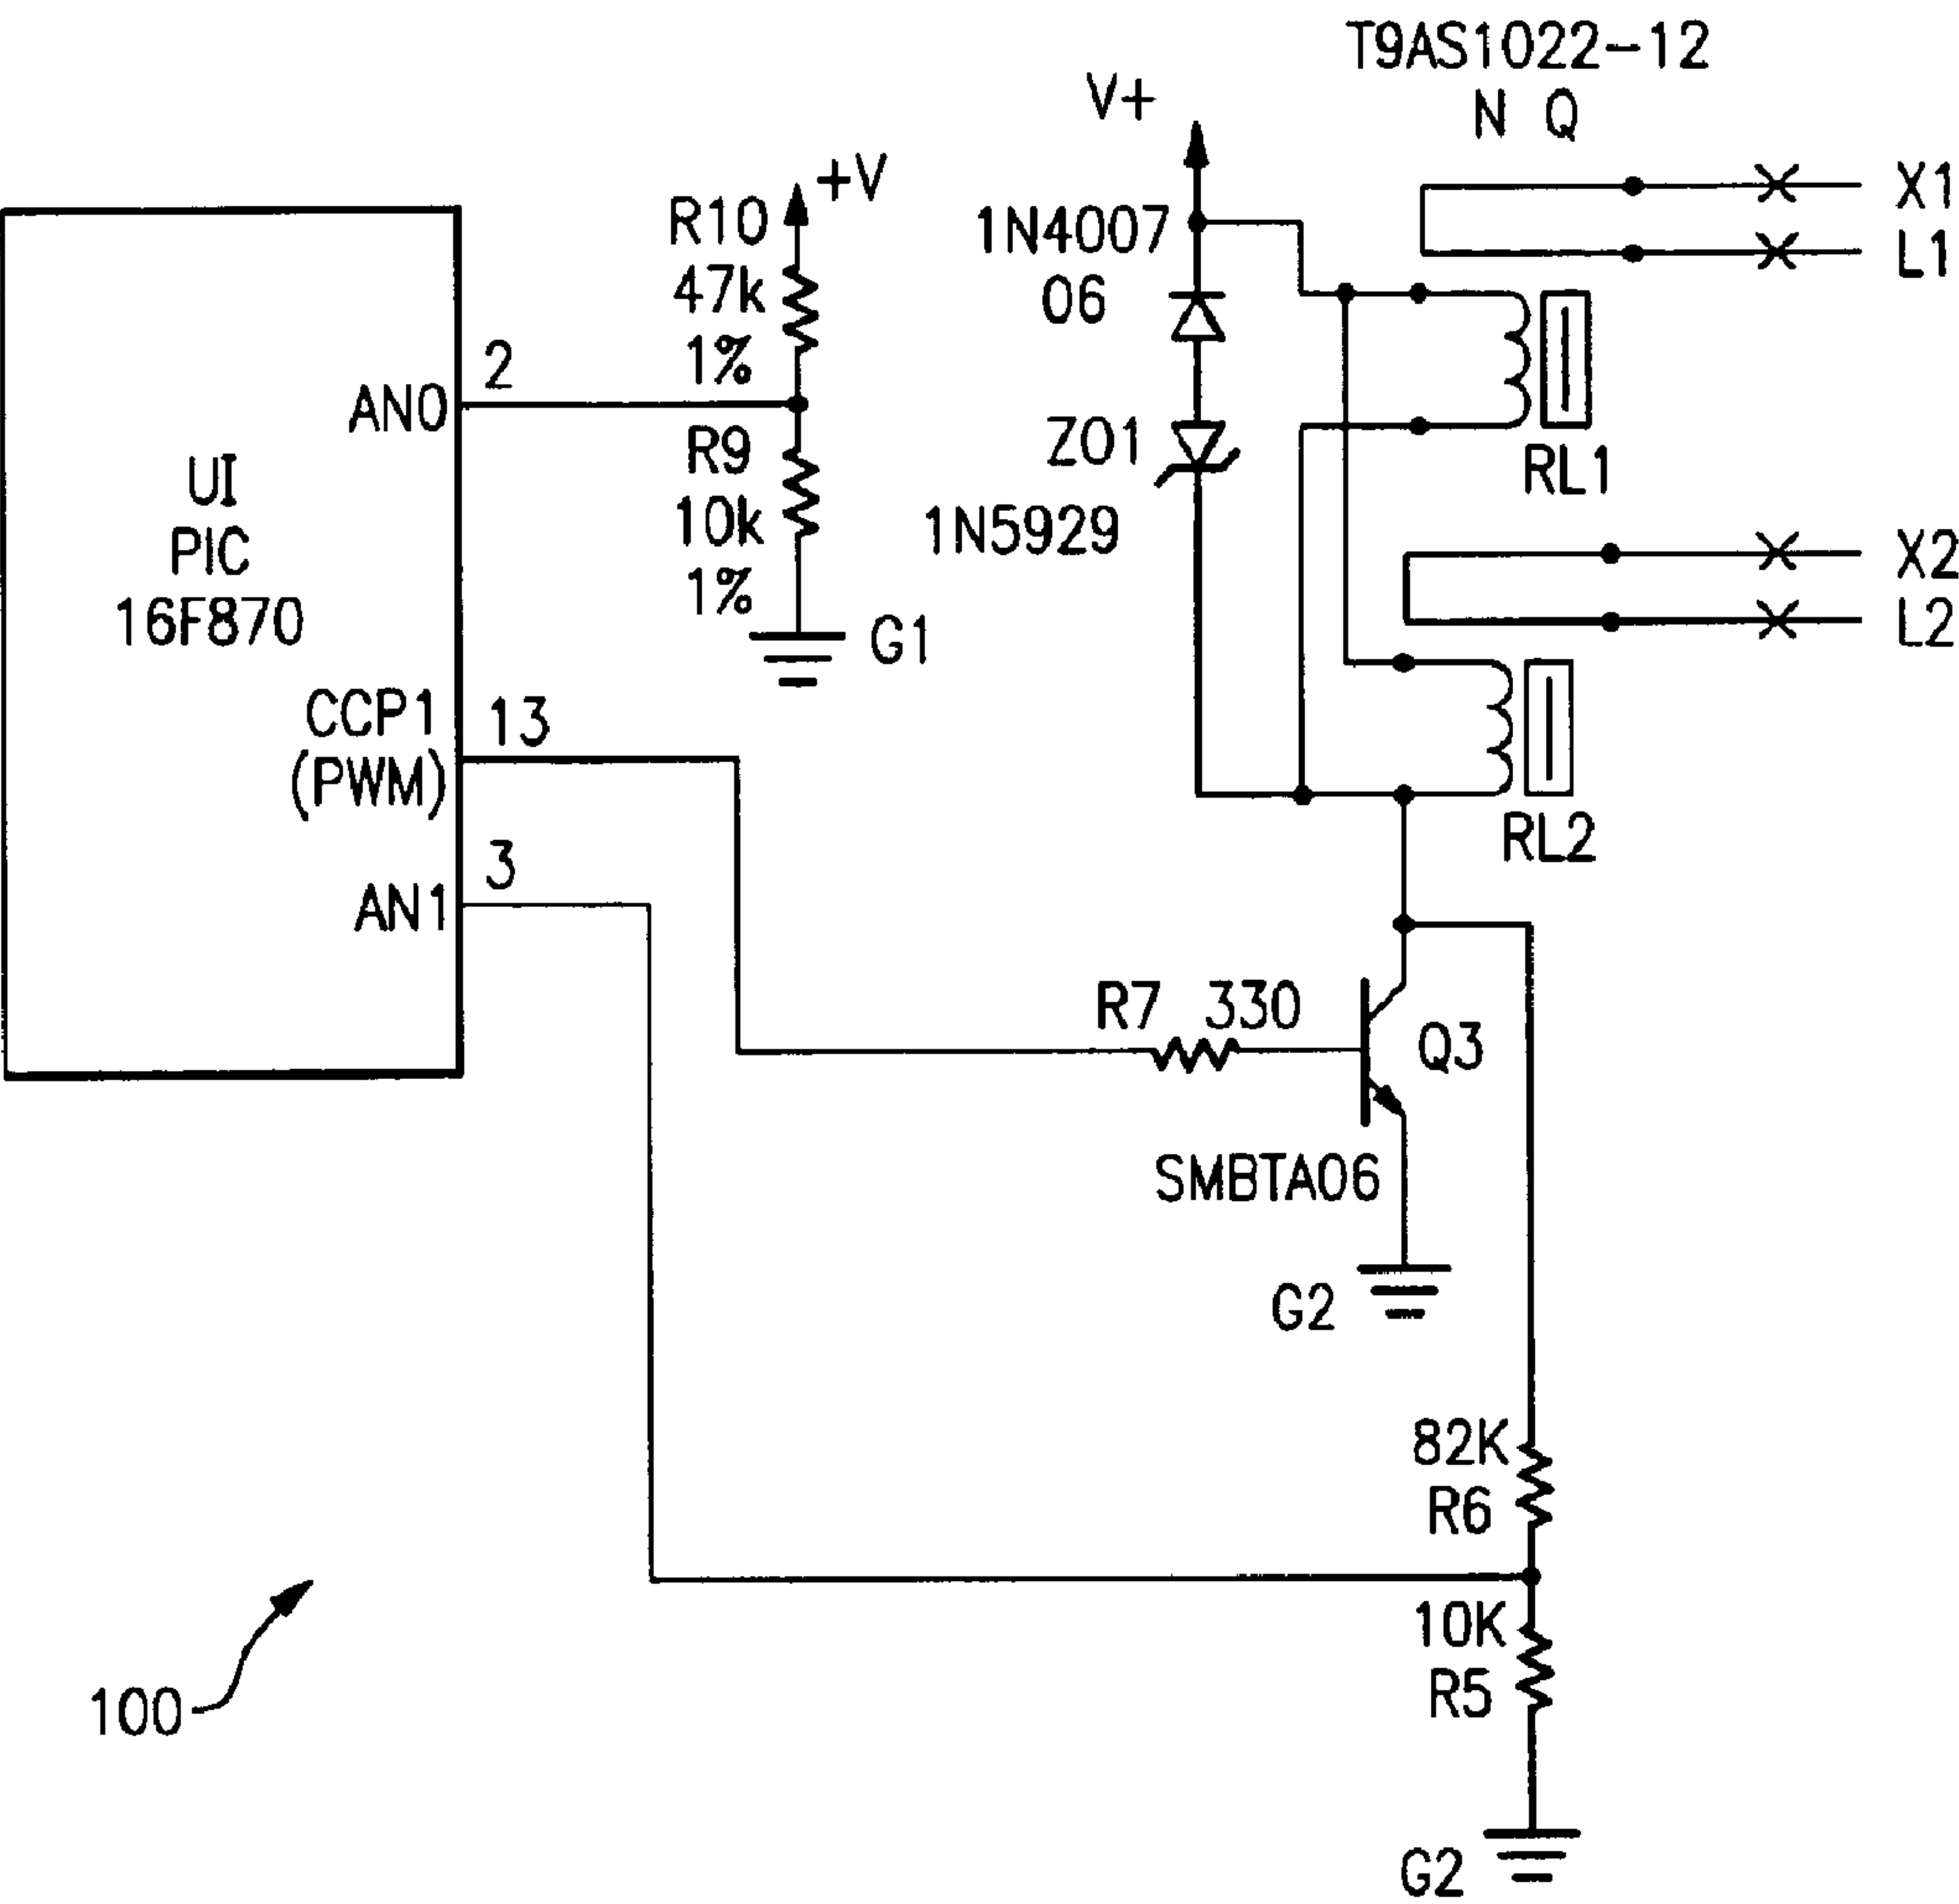 T9AS1022-12
N Q
V+
+V
X1
R10
1N4007
L1
47k
06
1%
2
AN0
R9
Z01
RL1
UI
10k
1N5929
PIC
X2
1%
16F870
G1
L2
CCP1
13
(PWM)
RL2
3
AN1
R7 330
Q3
SMBTA06
G2
82K
R6
10K
R5
100
G2